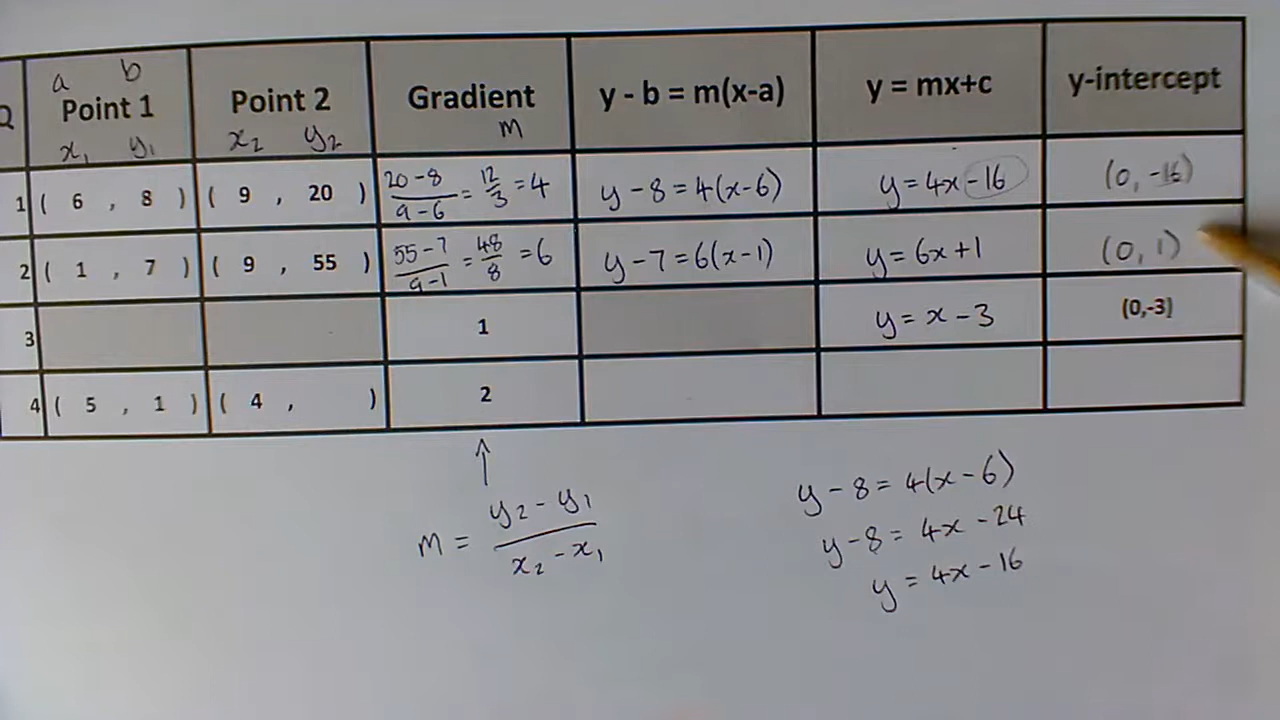 Q a b Point 1 x₁ y₁ Point 2 x₂ y₂ Gradient m y - b = m(x-a) y = mx+c y-intercept
1 ( 6 , 8 ) ( 9 , 20 ) 20-8/9-6 = 12/3 = 4 y-8=4(x-6) y=4x-16 (0,-16)
2 ( 1 , 7 ) ( 9 , 55 ) 55-7/9-1 = 48/8 = 6 y-7=6(x-1) y=6x+1 (0,1)
3 1 y=x-3 (0,-3)
4 ( 5 , 1 ) ( 4 , ) 2
↑
m = y₂-y₁/x₂-x₁
y-8=4(x-6)
y-8=4x-24
y=4x-16